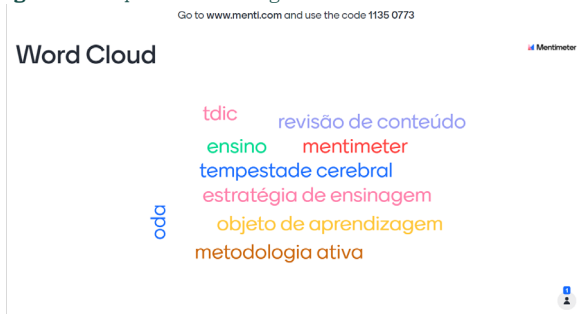 Go to www.menti.com and use the code 1135 0773
Word Cloud
Mentimeter
tdic
revisão de conteúdo
ensino
mentimeter
tempestade cerebral
estratégia de ensinagem
oda
objeto de aprendizagem
metodologia ativa
1